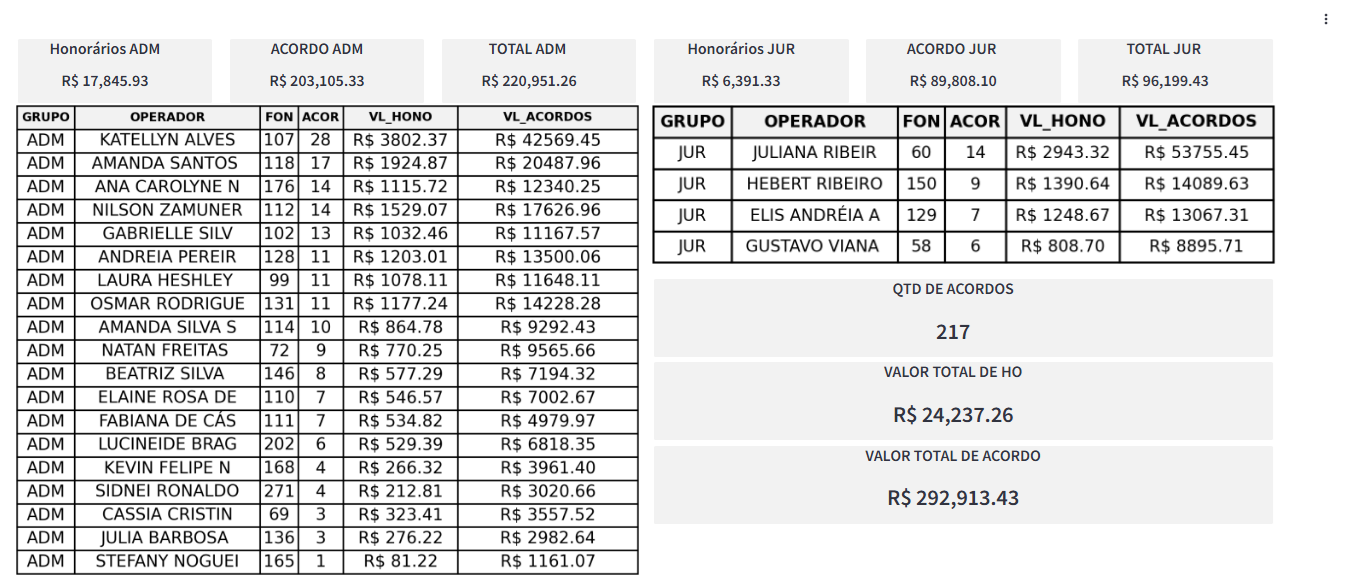 Honorários ADM
R$ 17,845.93
ACORDO ADM
R$ 203,105.33
TOTAL ADM
R$ 220,951.26
Honorários JUR
R$ 6,391.33
ACORDO JUR
R$ 89,808.10
TOTAL JUR
R$ 96,199.43
GRUPO OPERADOR FON ACOR VL_HONO VL_ACORDOS
ADM KATELLYN ALVES 107 28 R$ 3802.37 R$ 42569.45
ADM AMANDA SANTOS 118 17 R$ 1924.87 R$ 20487.96
ADM ANA CAROLYNE N 176 14 R$ 1115.72 R$ 12340.25
ADM NILSON ZAMUNER 112 14 R$ 1529.07 R$ 17626.96
ADM GABRIELLE SILV 102 13 R$ 1032.46 R$ 11167.57
ADM ANDREIA PEREIR 128 11 R$ 1203.01 R$ 13500.06
ADM LAURA HESHLEY 99 11 R$ 1078.11 R$ 11648.11
ADM OSMAR RODRIGUE 131 11 R$ 1177.24 R$ 14228.28
ADM AMANDA SILVA S 114 10 R$ 864.78 R$ 9292.43
ADM NATAN FREITAS 72 9 R$ 770.25 R$ 9565.66
ADM BEATRIZ SILVA 146 8 R$ 577.29 R$ 7194.32
ADM ELAINE ROSA DE 110 7 R$ 546.57 R$ 7002.67
ADM FABIANA DE CÁS 111 7 R$ 534.82 R$ 4979.97
ADM LUCINEIDE BRAG 202 6 R$ 529.39 R$ 6818.35
ADM KEVIN FELIPE N 168 4 R$ 266.32 R$ 3961.40
ADM SIDNEI RONALDO 271 4 R$ 212.81 R$ 3020.66
ADM CASSIA CRISTIN 69 3 R$ 323.41 R$ 3557.52
ADM JULIA BARBOSA 136 3 R$ 276.22 R$ 2982.64
ADM STEFANY NOGUEI 165 1 R$ 81.22 R$ 1161.07
GRUPO OPERADOR FON ACOR VL_HONO VL_ACORDOS
JUR JULIANA RIBEIR 60 14 R$ 2943.32 R$ 53755.45
JUR HEBERT RIBEIRO 150 9 R$ 1390.64 R$ 14089.63
JUR ELIS ANDRÉIA A 129 7 R$ 1248.67 R$ 13067.31
JUR GUSTAVO VIANA 58 6 R$ 808.70 R$ 8895.71
QTD DE ACORDOS
217
VALOR TOTAL DE HO
R$ 24,237.26
VALOR TOTAL DE ACORDO
R$ 292,913.43